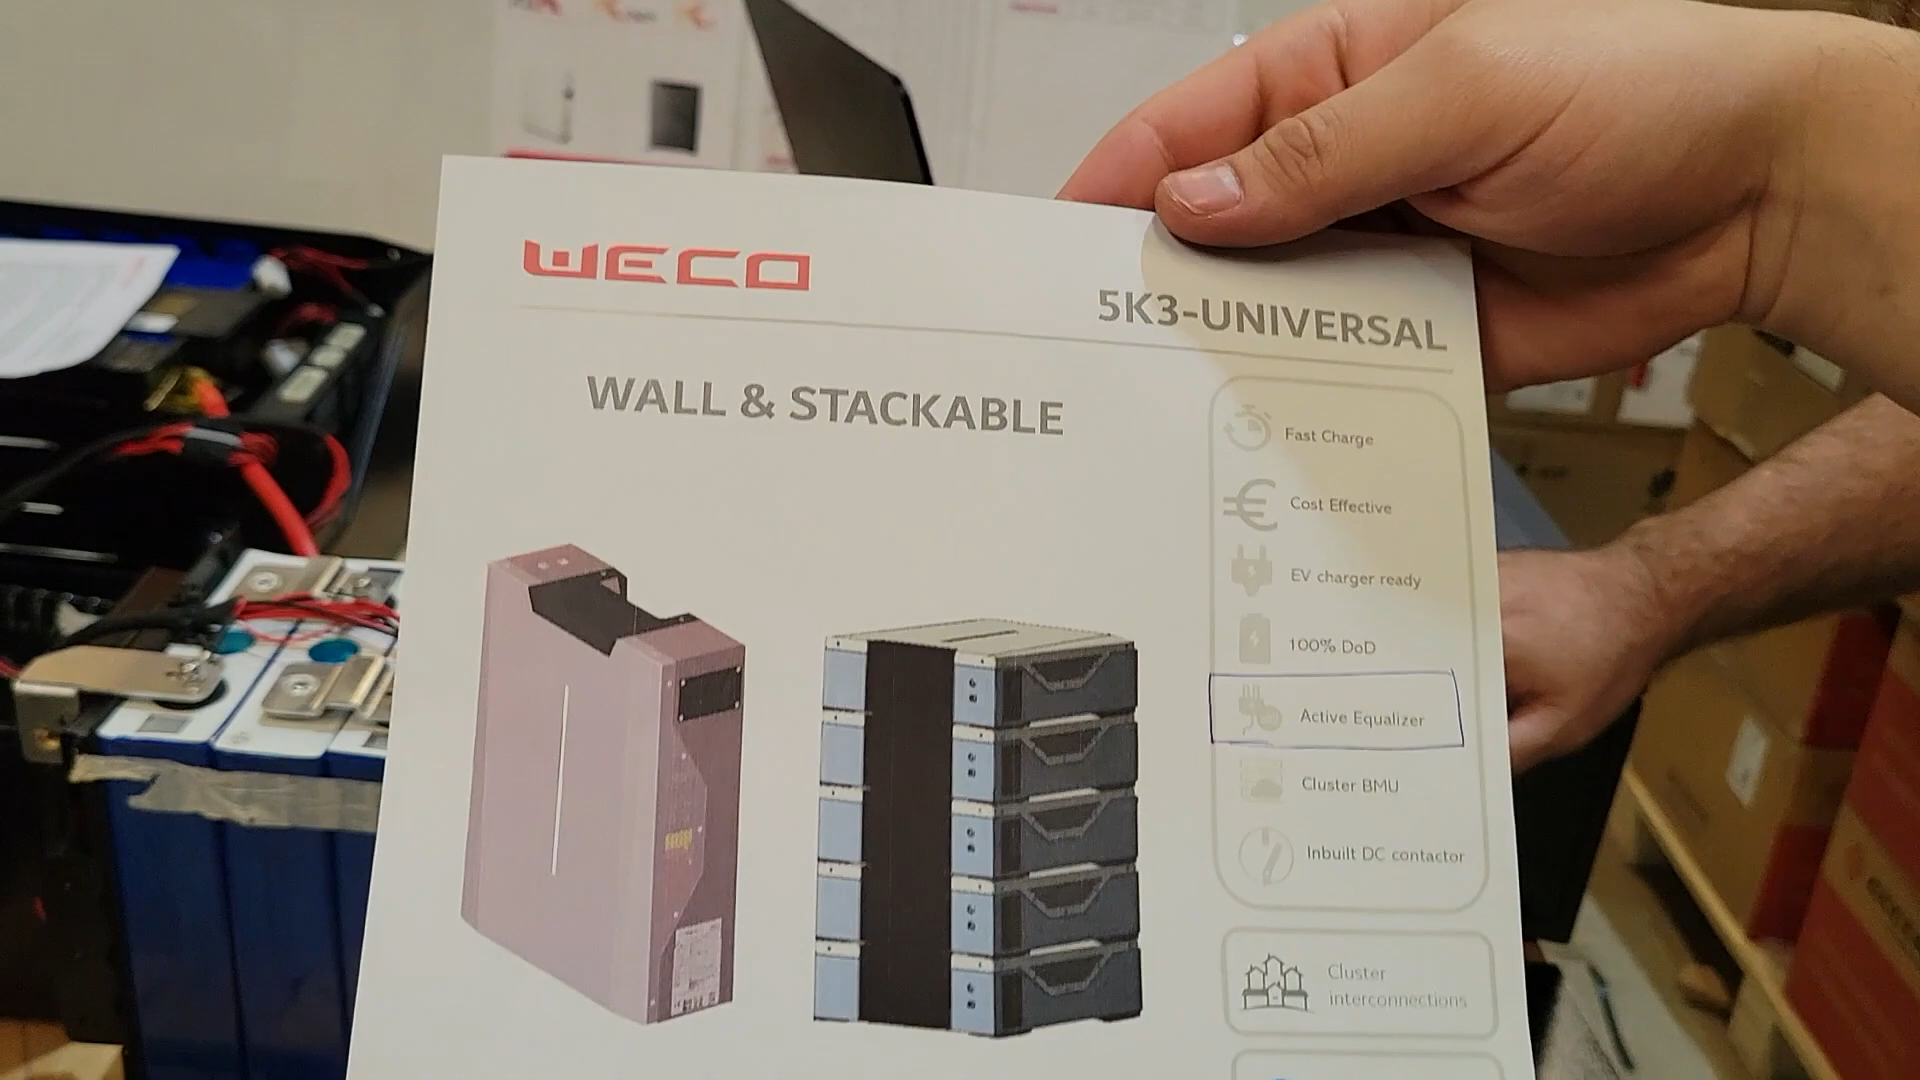 WECO
5K3-UNIVERSAL
WALL & STACKABLE
Fast Charge
Cost Effective
EV charger ready
100% DoD
Active Equalizer
Cluster BMU
Inbuilt DC contactor
Cluster
interconnections